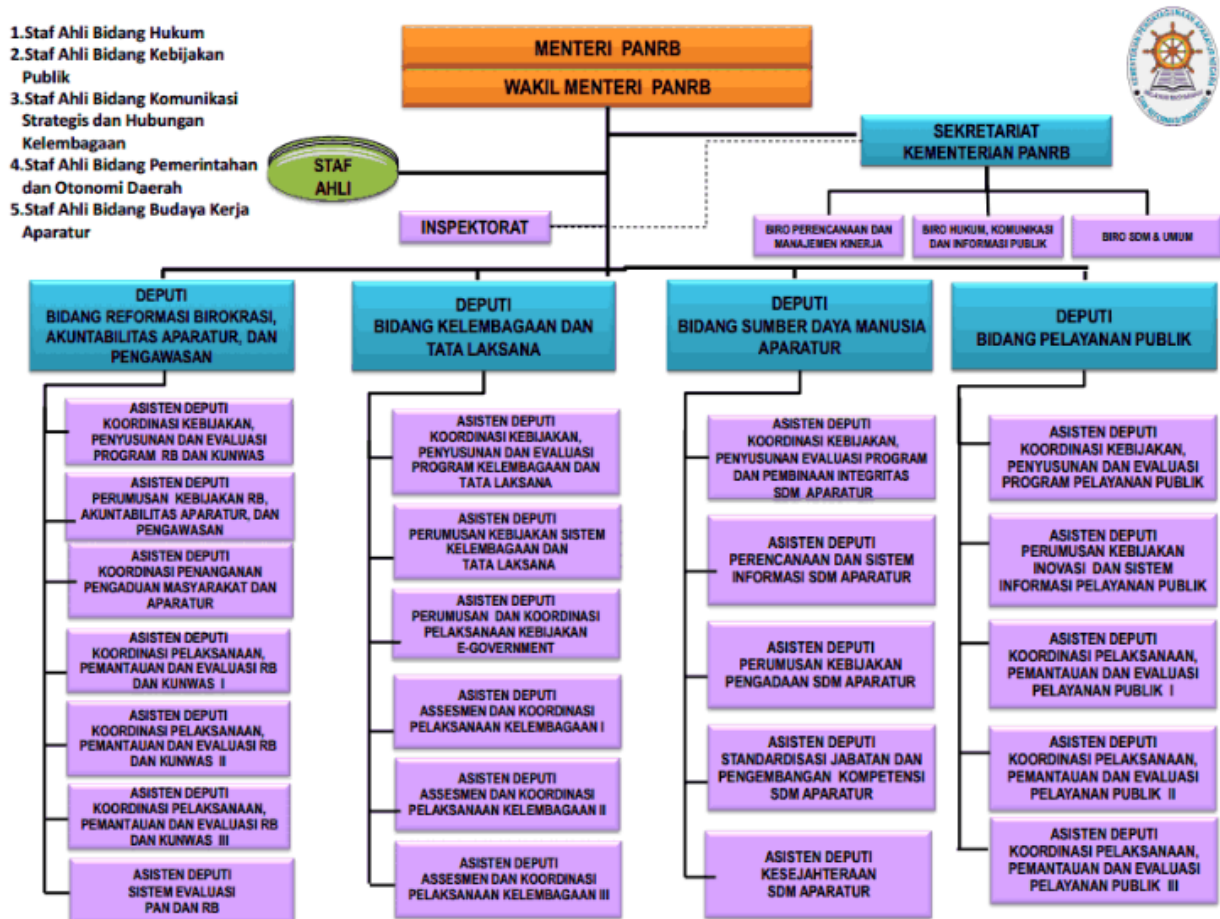 1.Staf Ahli Bidang Hukum
2.Staf Ahli Bidang Kebijakan
Publik
3.Staf Ahli Bidang Komunikasi
Strategis dan Hubungan
Kelembagaan
4.Staf Ahli Bidang Pemerintahan
dan Otonomi Daerah
5.Staf Ahli Bidang Budaya Kerja
Aparatur
MENTERI PANRB
WAKIL MENTERI PANRB
KEMENTERIAN PENDAYAGUNAAN APARATUR NEGARA
DAN REFORMASI BIROKRASI
SEKRETARIAT
KEMENTERIAN PANRB
STAF
AHLI
INSPEKTORAT
BIRO PERENCANAAN DAN
MANAJEMEN KINERJA
BIRO HUKUM, KOMUNIKASI
DAN INFORMASI PUBLIK
BIRO SDM & UMUM
DEPUTI
BIDANG REFORMASI BIROKRASI,
AKUNTABILITAS APARATUR, DAN
PENGAWASAN
ASISTEN DEPUTI
KOORDINASI KEBIJAKAN,
PENYUSUNAN DAN EVALUASI
PROGRAM RB DAN KUNWAS
ASISTEN DEPUTI
PERUMUSAN KEBIJAKAN RB,
AKUNTABILITAS APARATUR, DAN
PENGAWASAN
ASISTEN DEPUTI
KOORDINASI PENANGANAN
PENGADUAN MASYARAKAT DAN
APARATUR
ASISTEN DEPUTI
KOORDINASI PELAKSANAAN,
PEMANTAUAN DAN EVALUASI RB
DAN KUNWAS I
ASISTEN DEPUTI
KOORDINASI PELAKSANAAN,
PEMANTAUAN DAN EVALUASI RB
DAN KUNWAS II
ASISTEN DEPUTI
KOORDINASI PELAKSANAAN,
PEMANTAUAN DAN EVALUASI RB
DAN KUNWAS III
ASISTEN DEPUTI
SISTEM EVALUASI
PAN DAN RB
DEPUTI
BIDANG KELEMBAGAAN DAN
TATA LAKSANA
ASISTEN DEPUTI
KOORDINASI KEBIJAKAN,
PENYUSUNAN DAN EVALUASI
PROGRAM KELEMBAGAAN DAN
TATA LAKSANA
ASISTEN DEPUTI
PERUMUSAN KEBIJAKAN SISTEM
KELEMBAGAAN DAN
TATA LAKSANA
ASISTEN DEPUTI
PERUMUSAN DAN KOORDINASI
PELAKSANAAN KEBIJAKAN
E-GOVERNMENT
ASISTEN DEPUTI
ASSESMEN DAN KOORDINASI
PELAKSANAAN KELEMBAGAAN I
ASISTEN DEPUTI
ASSESMEN DAN KOORDINASI
PELAKSANAAN KELEMBAGAAN II
ASISTEN DEPUTI
ASSESMEN DAN KOORDINASI
PELAKSANAAN KELEMBAGAAN III
DEPUTI
BIDANG SUMBER DAYA MANUSIA
APARATUR
ASISTEN DEPUTI
KOORDINASI KEBIJAKAN,
PENYUSUNAN EVALUASI PROGRAM
DAN PEMBINAAN INTEGRITAS
SDM APARATUR
ASISTEN DEPUTI
PERENCANAAN DAN SISTEM
INFORMASI SDM APARATUR
ASISTEN DEPUTI
PERUMUSAN KEBIJAKAN
PENGADAAN SDM APARATUR
ASISTEN DEPUTI
STANDARDISASI JABATAN DAN
PENGEMBANGAN KOMPETENSI
SDM APARATUR
ASISTEN DEPUTI
KESEJAHTERAAN
SDM APARATUR
DEPUTI
BIDANG PELAYANAN PUBLIK
ASISTEN DEPUTI
KOORDINASI KEBIJAKAN,
PENYUSUNAN DAN EVALUASI
PROGRAM PELAYANAN PUBLIK
ASISTEN DEPUTI
PERUMUSAN KEBIJAKAN
INOVASI DAN SISTEM
INFORMASI PELAYANAN PUBLIK
ASISTEN DEPUTI
KOORDINASI PELAKSANAAN,
PEMANTAUAN DAN EVALUASI
PELAYANAN PUBLIK I
ASISTEN DEPUTI
KOORDINASI PELAKSANAAN,
PEMANTAUAN DAN EVALUASI
PELAYANAN PUBLIK II
ASISTEN DEPUTI
KOORDINASI PELAKSANAAN,
PEMANTAUAN DAN EVALUASI
PELAYANAN PUBLIK III